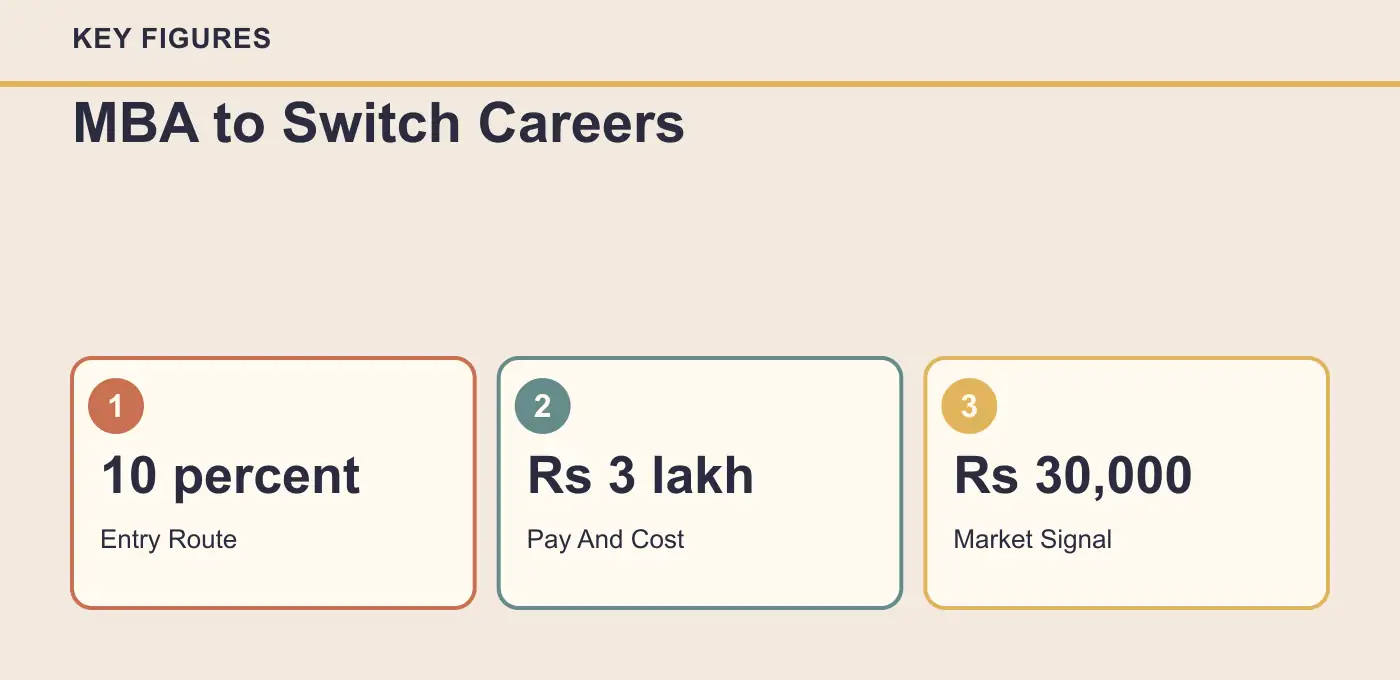 KEY FIGURES
MBA to Switch Careers
1
10 percent
Entry Route
2
Rs 3 lakh
Pay And Cost
3
Rs 30,000
Market Signal